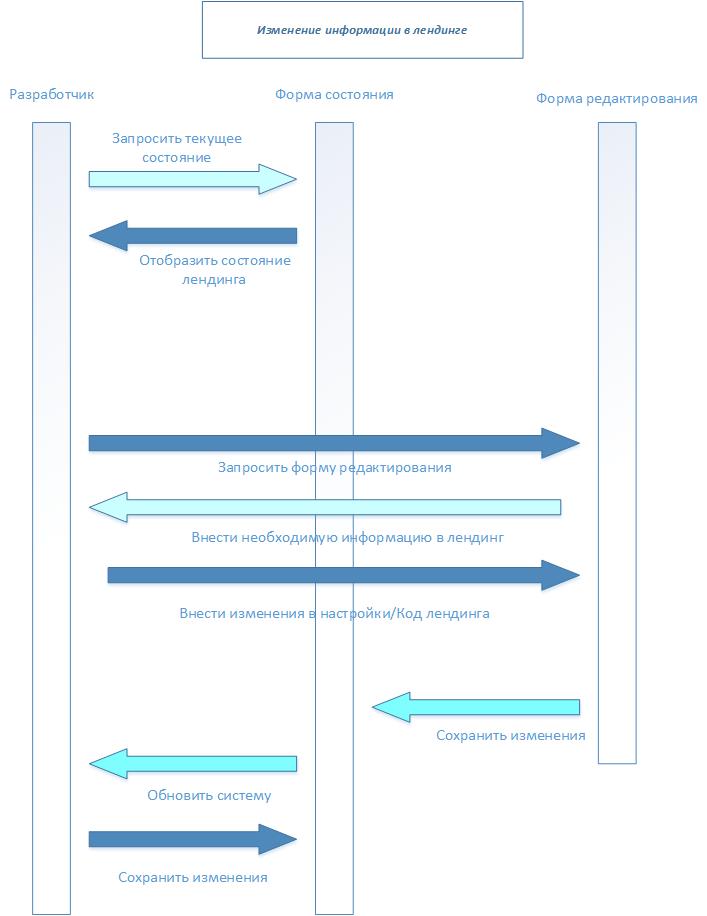 Изменение информации в лендинге
Разработчик
Форма состояния
Форма редактирования
Запросить текущее
состояние
Отобразить состояние
лендинга
Запросить форму редактирования
Внести необходимую информацию в лендинг
Внести изменения в настройки/Код лендинга
Сохранить изменения
Обновить систему
Сохранить изменения